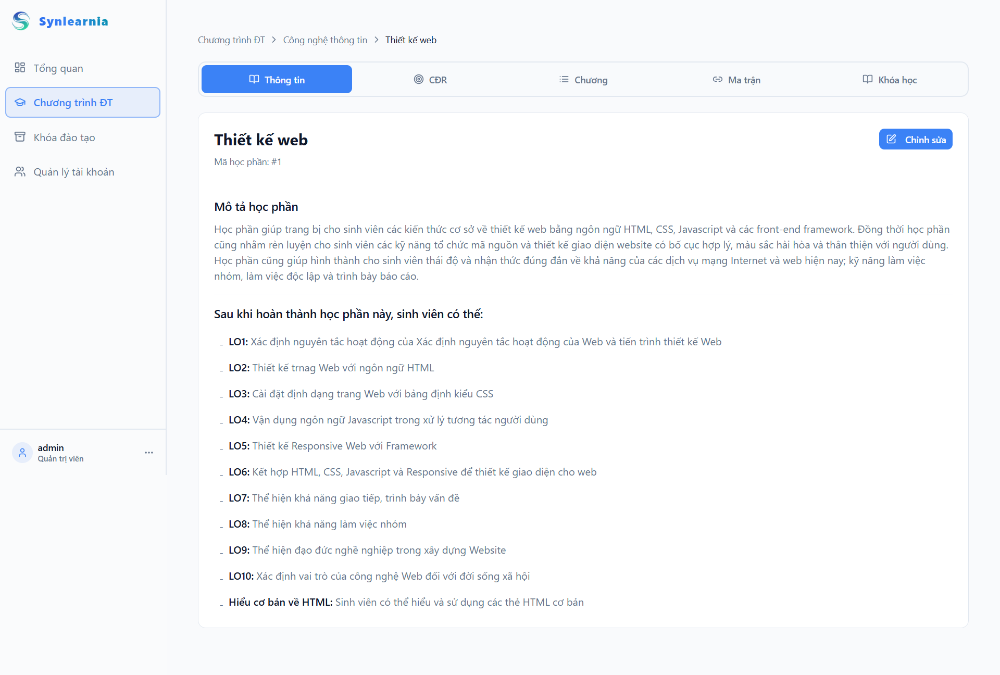 Synlearnia
Tổng quan
Chương trình ĐT
Khóa đào tạo
Quản lý tài khoản
admin
Quản trị viên
Chương trình ĐT > Công nghệ thông tin > Thiết kế web
Thông tin
CĐR
Chương
Ma trận
Khóa học
Thiết kế web
Chỉnh sửa
Mã học phần: #1
Mô tả học phần
Học phần giúp trang bị cho sinh viên các kiến thức cơ sở về thiết kế web bằng ngôn ngữ HTML, CSS, Javascript và các front-end framework. Đồng thời học phần
cũng nhằm rèn luyện cho sinh viên các kỹ năng tổ chức mã nguồn và thiết kế giao diện website có bố cục hợp lý, màu sắc hài hòa và thân thiện với người dùng.
Học phần cũng giúp hình thành cho sinh viên thái độ và nhận thức đúng đắn về khả năng của các dịch vụ mạng Internet và web hiện nay; kỹ năng làm việc
nhóm, làm việc độc lập và trình bày báo cáo.
Sau khi hoàn thành học phần này, sinh viên có thể:
- LO1: Xác định nguyên tắc hoạt động của Xác định nguyên tắc hoạt động của Web và tiến trình thiết kế Web
- LO2: Thiết kế trnag Web với ngôn ngữ HTML
- LO3: Cài đặt định dạng trang Web với bảng định kiểu CSS
- LO4: Vận dụng ngôn ngữ Javascript trong xử lý tương tác người dùng
- LO5: Thiết kế Responsive Web với Framework
- LO6: Kết hợp HTML, CSS, Javascript và Responsive để thiết kế giao diện cho web
- LO7: Thể hiện khả năng giao tiếp, trình bày vấn đề
- LO8: Thể hiện khả năng làm việc nhóm
- LO9: Thể hiện đạo đức nghề nghiệp trong xây dựng Website
- LO10: Xác định vai trò của công nghệ Web đối với đời sống xã hội
- Hiểu cơ bản về HTML: Sinh viên có thể hiểu và sử dụng các thẻ HTML cơ bản